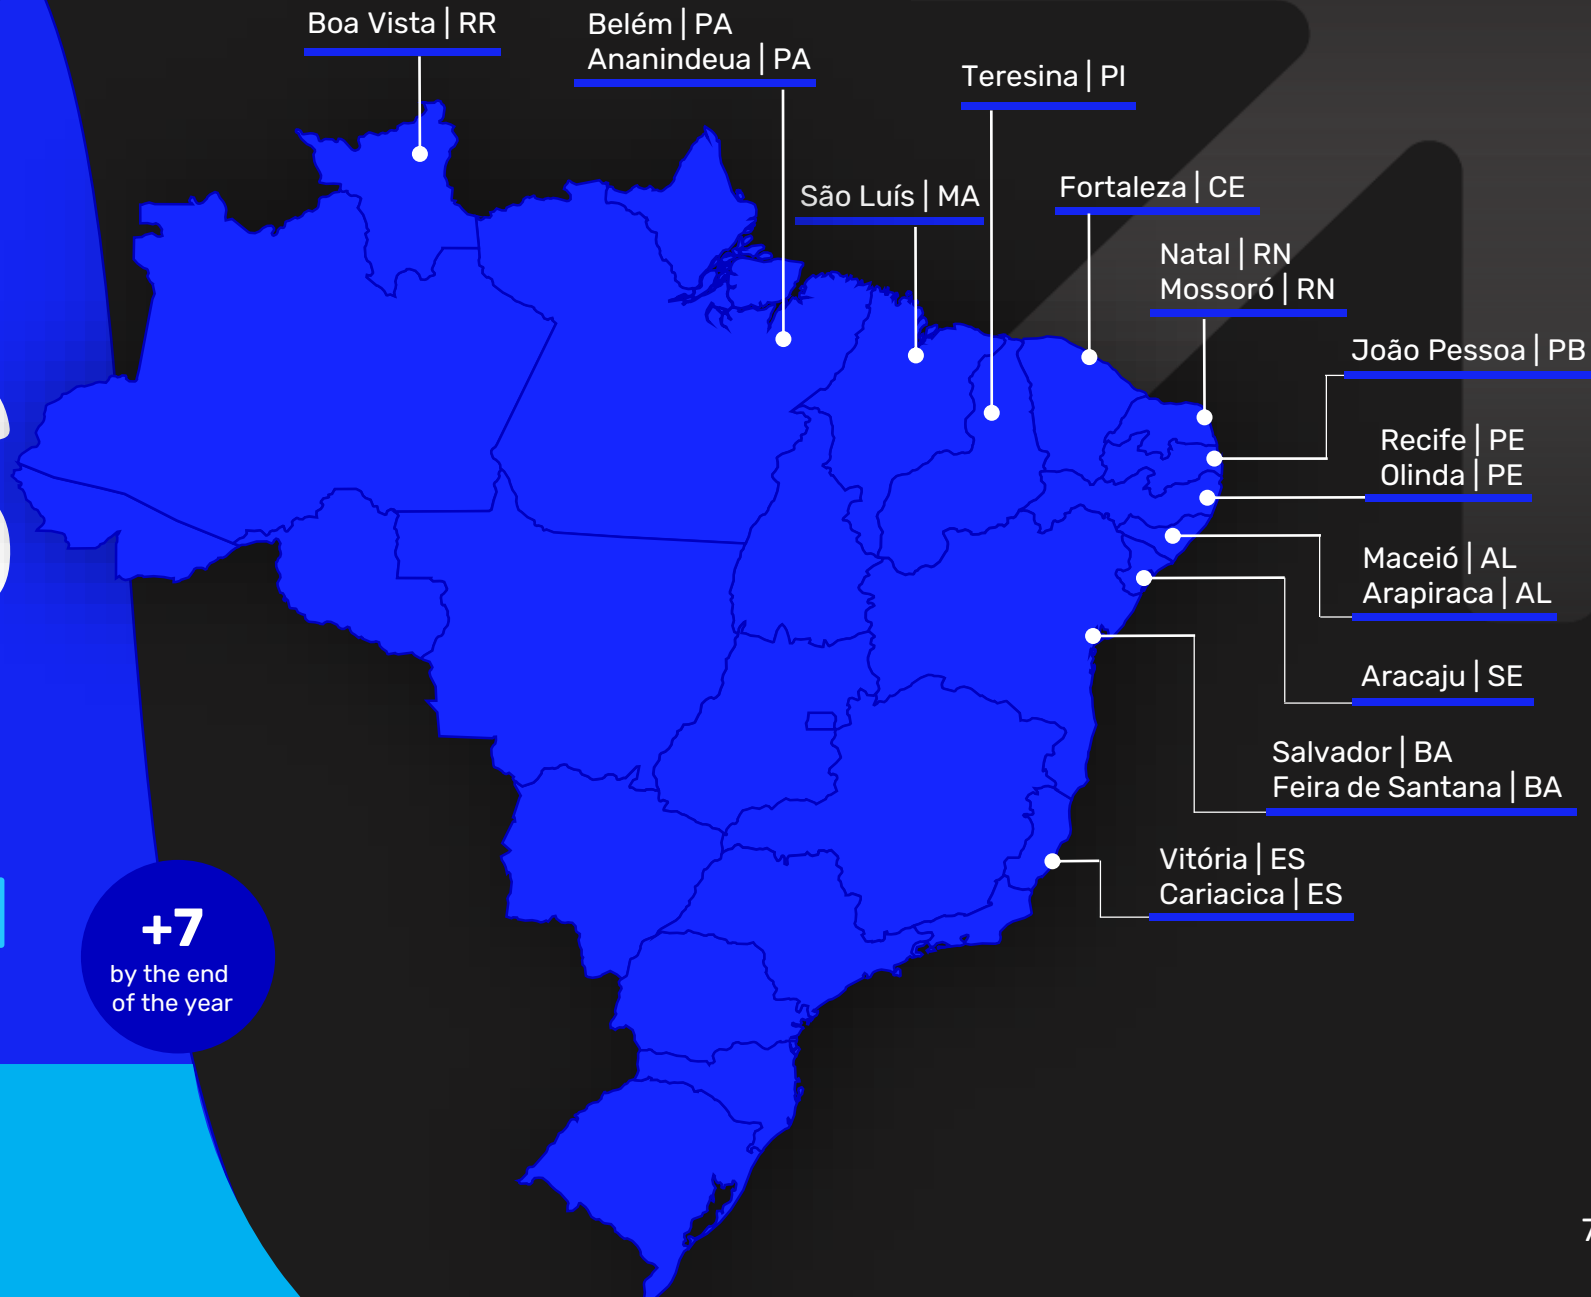 Boa Vista | RR
Belém | PA
Ananindeua | PA
Teresina | PI
São Luís | MA
Fortaleza | CE
Natal | RN
Mossoró | RN
João Pessoa | PB
Recife | PE
Olinda | PE
Maceió | AL
Arapiraca | AL
Aracaju | SE
Salvador | BA
Feira de Santana | BA
Vitória | ES
Cariacica | ES
+7
by the end
of the year
7